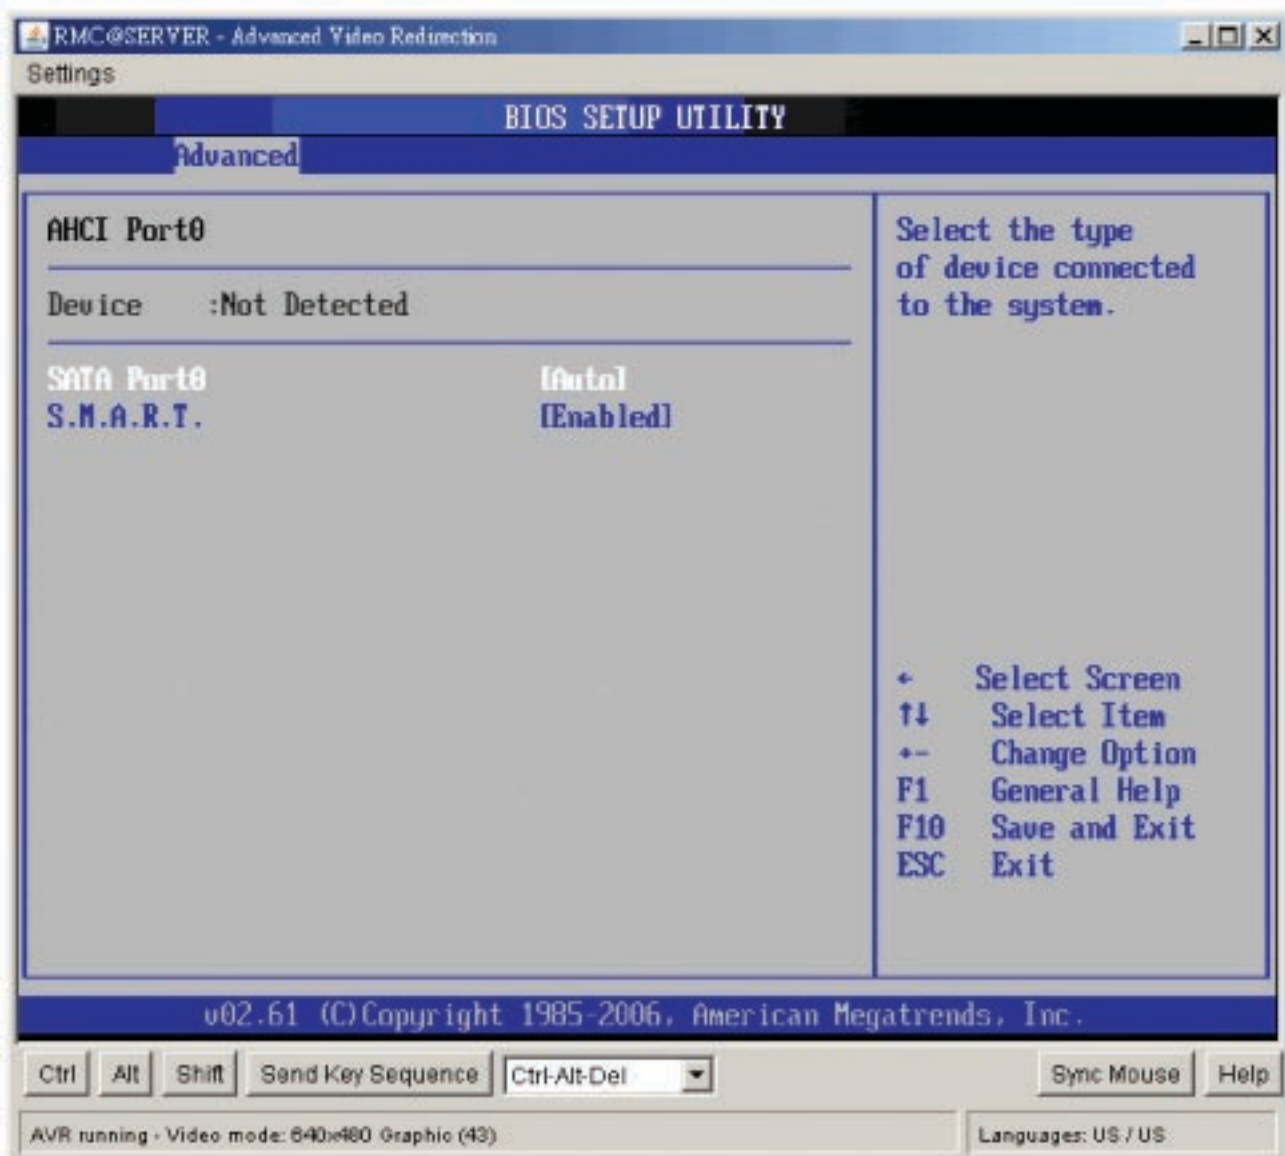 RMC@SERVER - Advanced Video Redirection
Settings
BIOS SETUP UTILITY
Advanced
AHCI Port0
Device :Not Detected
SATA Port0 [Auto]
S.M.A.R.T. [Enabled]
Select the type
of device connected
to the system.
← Select Screen
↑↓ Select Item
+- Change Option
F1 General Help
F10 Save and Exit
ESC Exit
v02.61 (C)Copyright 1985-2006, American Megatrends, Inc.
Ctrl Alt Shift Send Key Sequence Ctrl-Alt-Del Sync Mouse Help
AVR running - Video mode: 640x480 Graphic (43) Languages: US / US